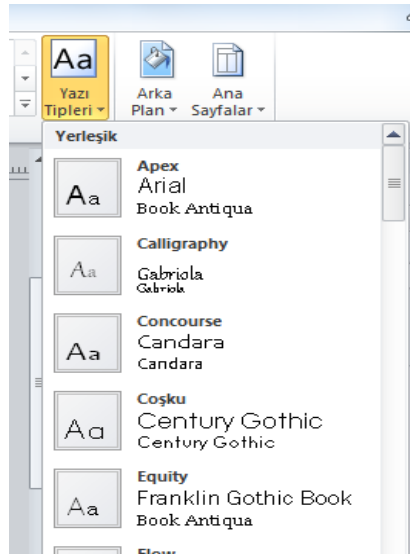 Aa
Yazı
Tipleri
Arka
Plan
Ana
Sayfalar
Yerleşik
Aa
Apex
Arial
Book Antiqua
Aa
Calligraphy
Gabriola
Gabriola
Aa
Concourse
Candara
Candara
Aa
Coşku
Century Gothic
Century Gothic
Aa
Equity
Franklin Gothic Book
Book Antiqua